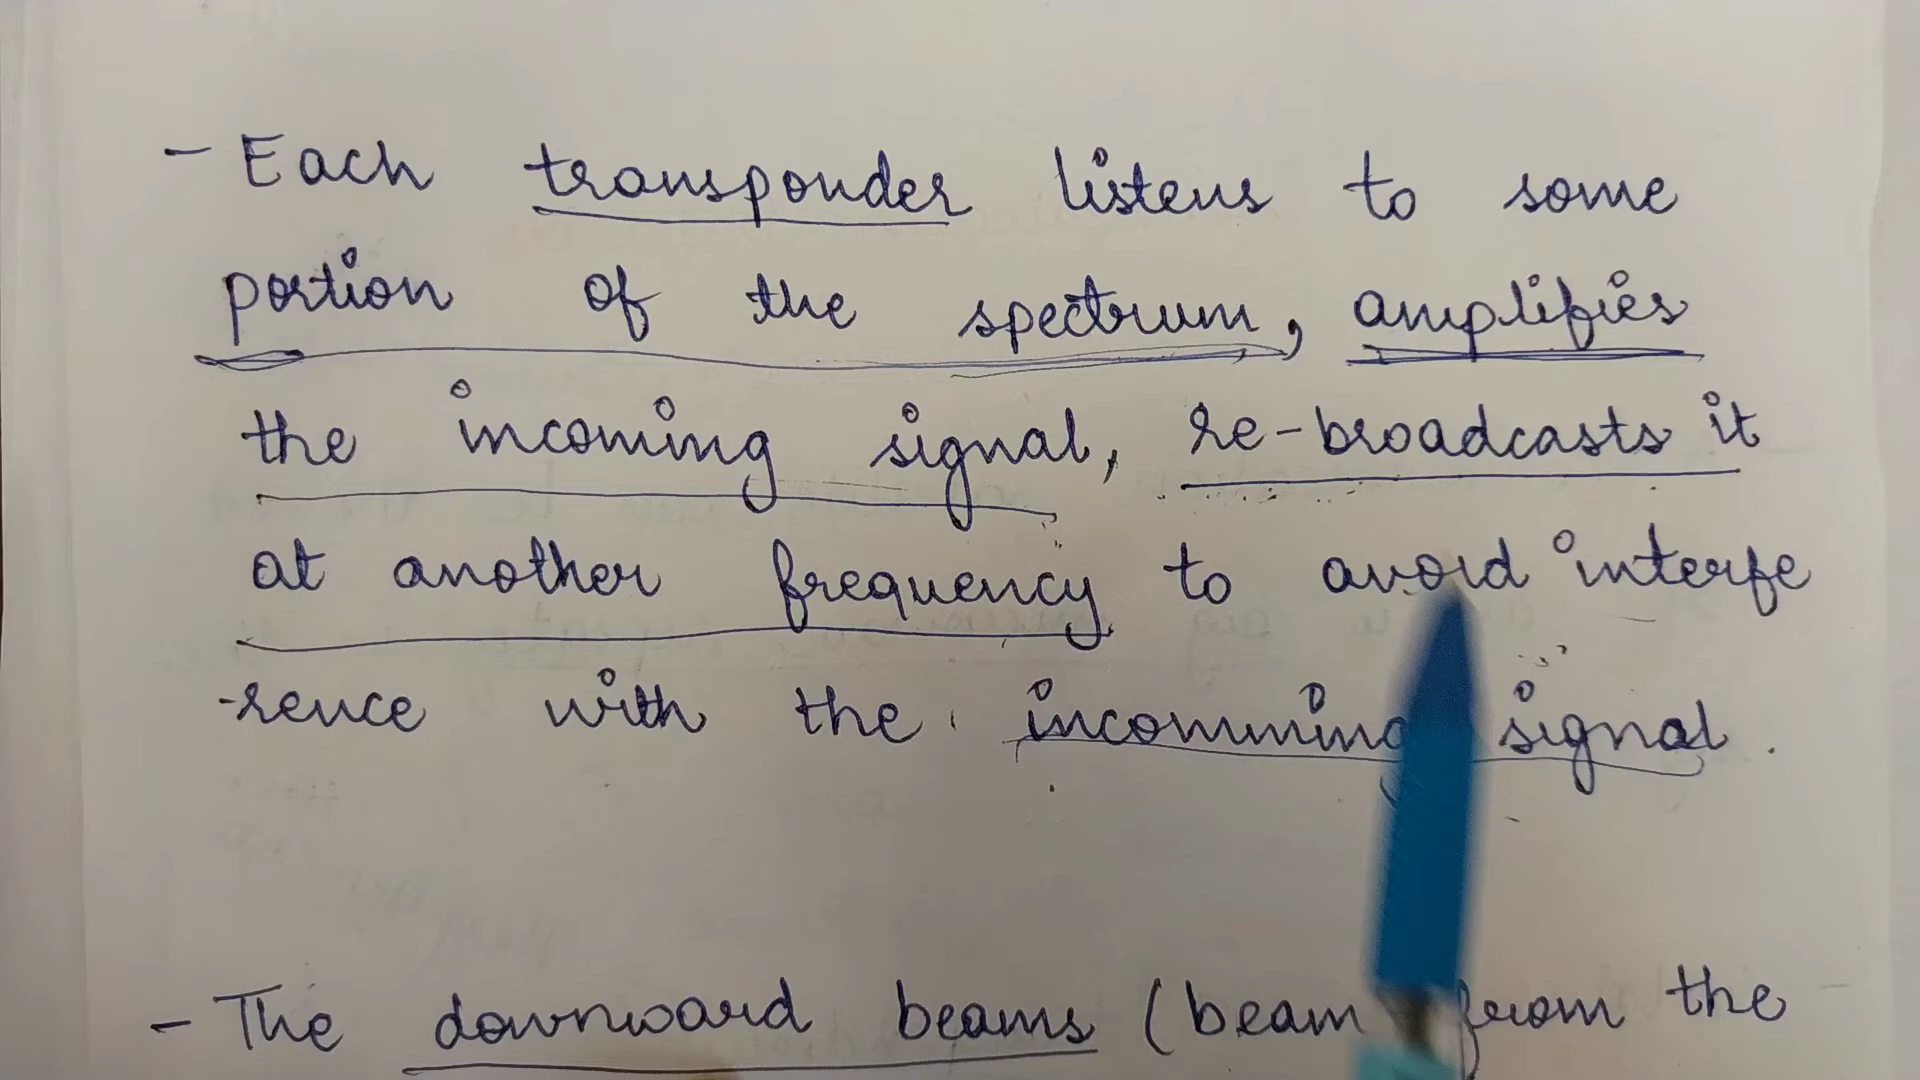 - Each transponder listens to some
portion of the spectrum, amplifies
the incoming signal, re-broadcasts it
at another frequency to avoid interfe
-rence with the incomming signal.
- The downward beams (beam from the